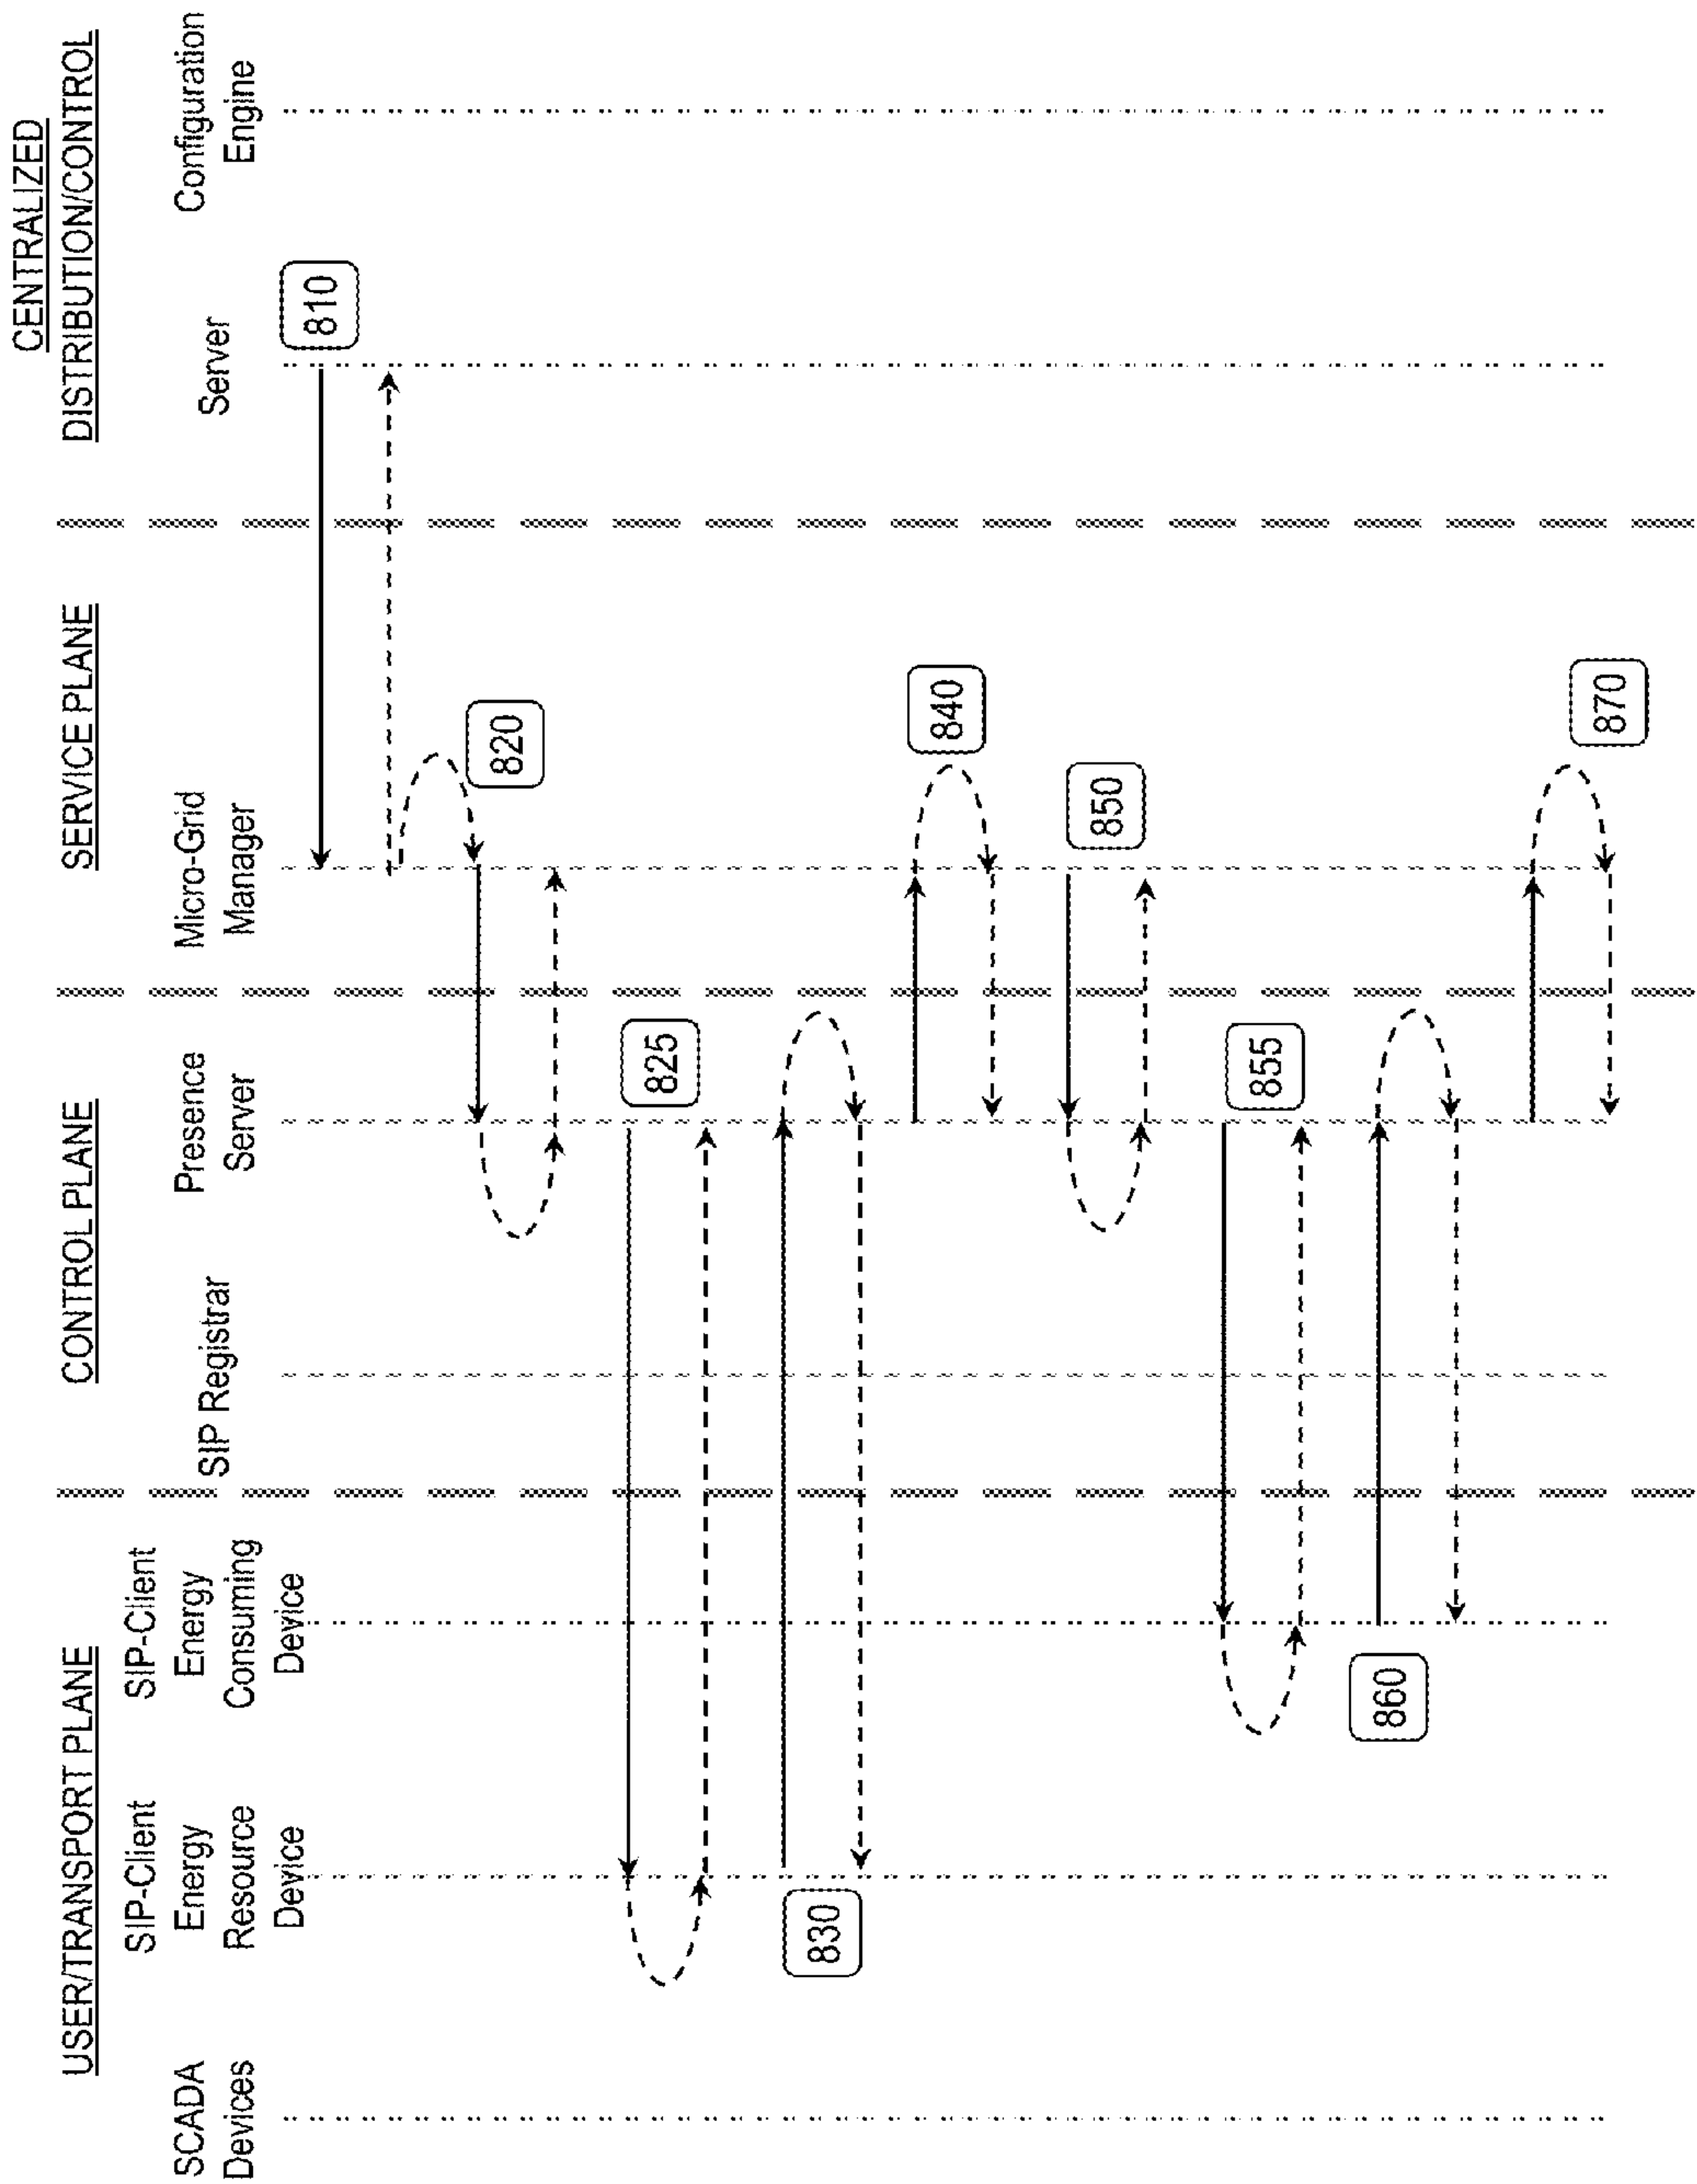 USER/TRANSPORT PLANE
CONTROL PLANE
SERVICE PLANE
CENTRALIZED
DISTRIBUTION/CONTROL
SCADA
Devices
SIP-Client
Energy
Resource
Device
SIP-Client
Energy
Consuming
Device
SIP Registrar
Presence
Server
Micro-Grid
Manager
Server
Configuration
Engine
810
820
825
830
840
850
855
860
870